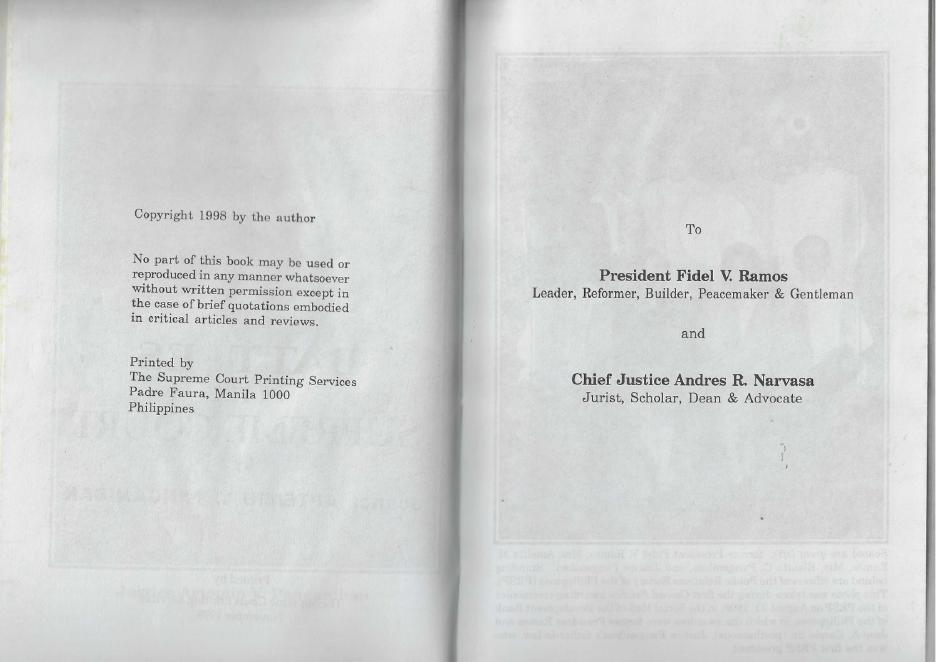 Copyright 1998 by the author
No part of this book may be used or
reproduced in any manner whatsoever
without written permission except in
the case of brief quotations embodied
in critical articles and reviews.
Printed by
The Supreme Court Printing Services
Padre Faura, Manila 1000
Philippines
To
President Fidel V. Ramos
Leader, Reformer, Builder, Peacemaker & Gentleman
and
Chief Justice Andres R. Narvasa
Jurist, Scholar, Dean & Advocate